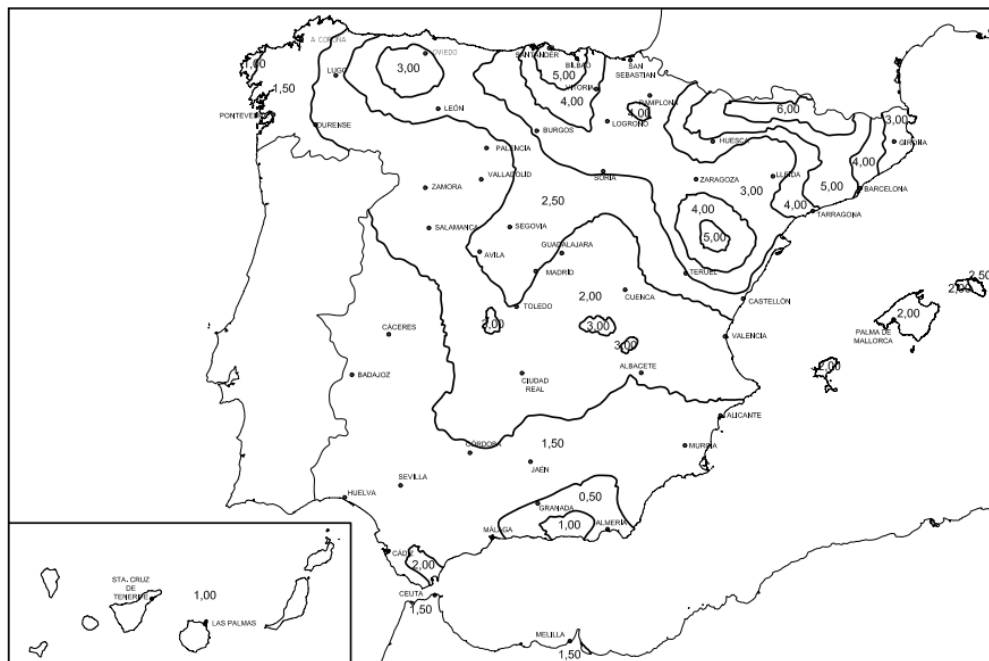 A CORUNA
OVIEDO
SANTANDER
BILBAO
SAN
SEBASTIAN
1,00
LUGO
3,00
5,00
VITORIA
1,50
4,00
PAMPLONA
6,00
LEÓN
4,00
3,00
PONTEVEDRA
OURENSE
LOGROÑO
BURGOS
HUESCA
GIRONA
PALENCIA
4,00
VALLADOLID
SORIA
ZARAGOZA
LLEIDA
ZAMORA
3,00
5,00
BARCELONA
2,50
4,00
4,00
TARRAGONA
SALAMANCA
SEGOVIA
5,00
GUADALAJARA
AVILA
MADRÍD
TERUEL
2,50
2,00
CUENCA
2,00
CASTELLÓN
TOLEDO
2,00
3,00
3,00
CÁCERES
VALENCIA
PALMA DE
MALLORCA
3,00
2,00
BADAJOZ
CIUDAD
REAL
ALBACETE
ALICANTE
1,50
CÓRDOBA
MURCIA
JAÉN
SEVILLA
HUELVA
0,50
GRANADA
1,00
ALMERÍA
MÁLAGA
CÁDIZ
2,00
STA. CRUZ
DE
TENERIFE
1,00
CEUTA
1,50
LAS PALMAS
MELILLA
1,50